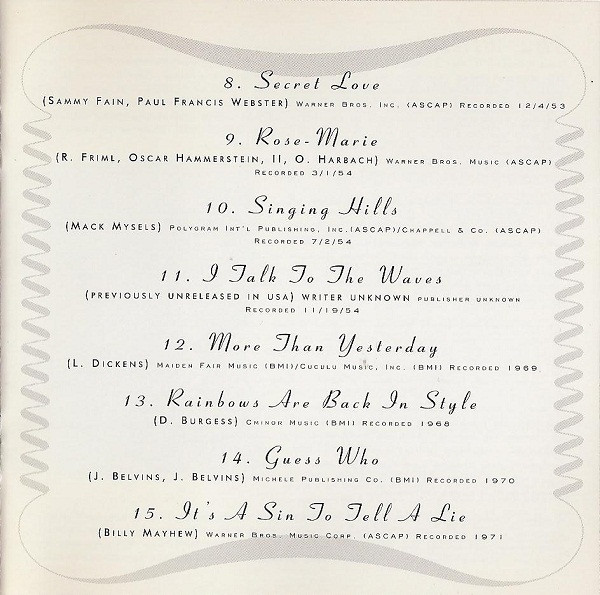 8. Secret Love
(Sammy Fain, Paul Francis Webster) Warner Bros. Inc. (ASCAP) Recorded 12/4/53
9. Rose-Marie
(R. Friml, Oscar Hammerstein, II, O. Harbach) Warner Bros. Music (ASCAP)
Recorded 3/1/54
10. Singing Hills
(Mack Mysels) Polygram Int'l Publishing, Inc.(ASCAP)/Chappell & Co. (ASCAP)
Recorded 7/2/54
11. I Talk To The Waves
(previously unreleased in USA) WRITER UNKNOWN publisher unknown
Recorded 11/19/54
12. More Than Yesterday
(L. Dickens) Maiden Fair Music (BMI)/Cuculu Music, Inc. (BMI) Recorded 1969
13. Rainbows Are Back In Style
(D. Burgess) Cminor Music (BMI) Recorded 1968
14. Guess Who
(J. Belvins, J. Belvins) Michele Publishing Co. (BMI) Recorded 1970
15. It's A Sin To Tell A Lie
(Billy Mayhew) Warner Bros. Music Corp. (ASCAP) Recorded 1971